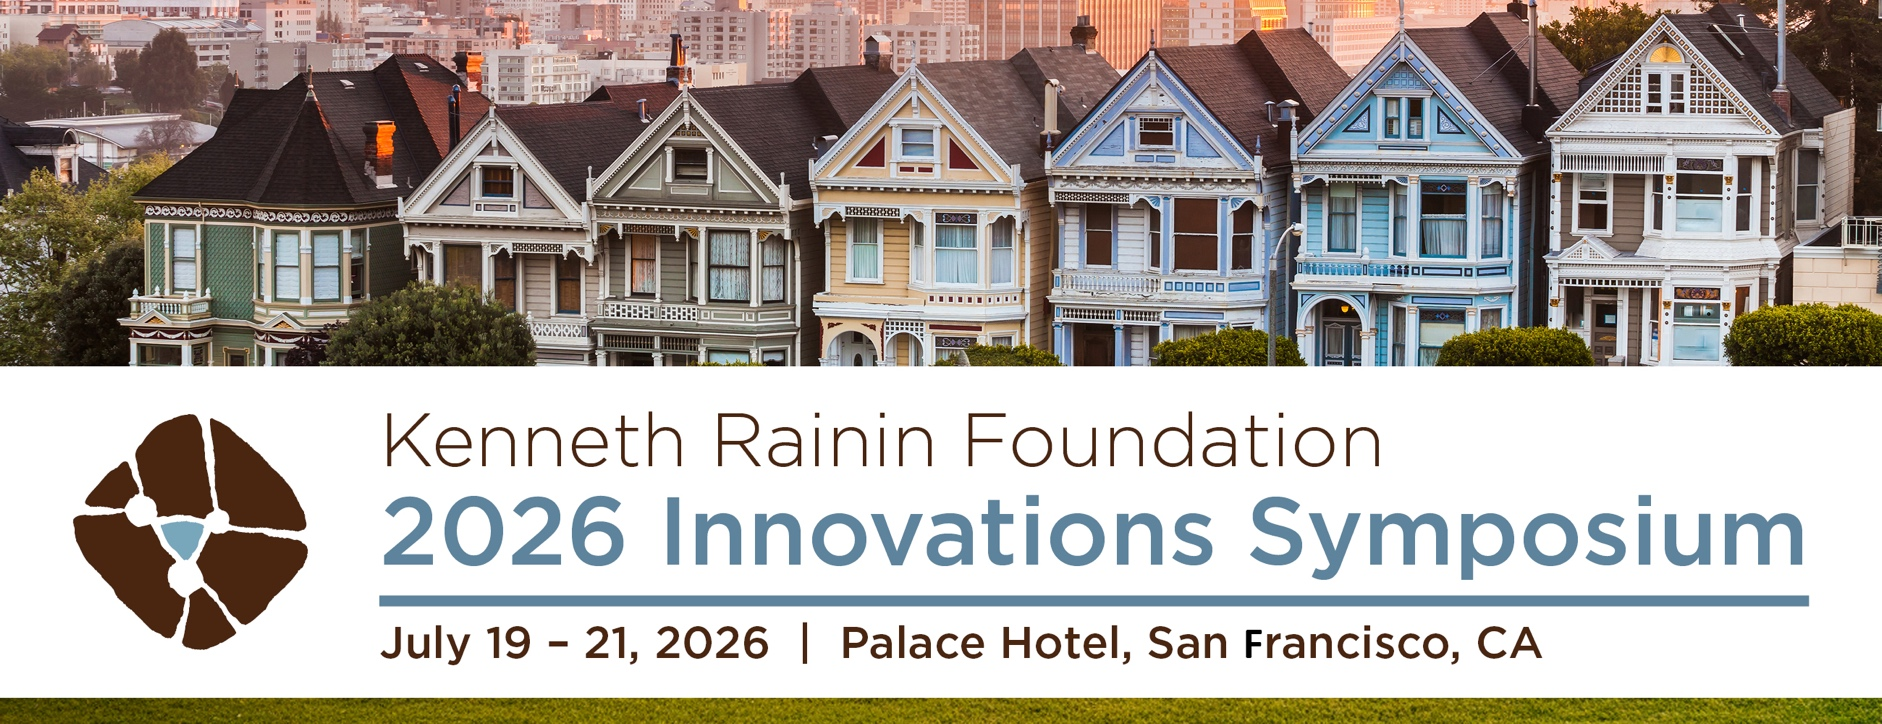 Kenneth Rainin Foundation
2026 Innovations Symposium
July 19 – 21, 2026 | Palace Hotel, San Francisco, CA